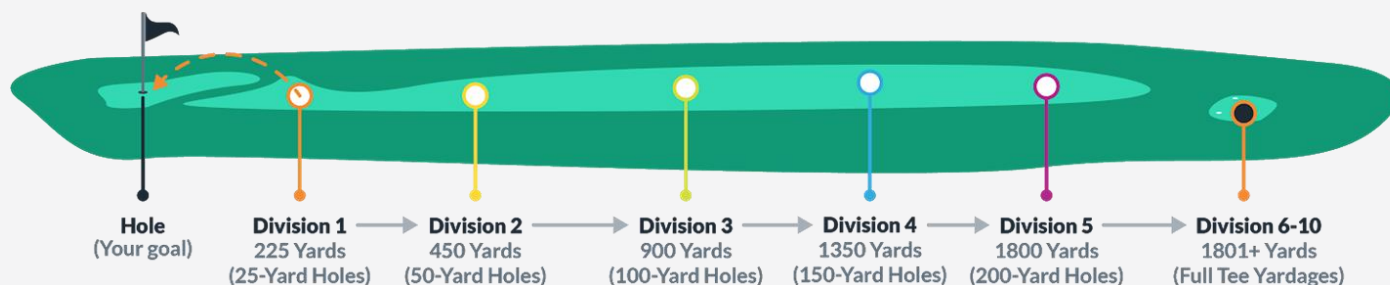 Hole
(Your goal)
Division 1
225 Yards
(25-Yard Holes)
Division 2
450 Yards
(50-Yard Holes)
Division 3
900 Yards
(100-Yard Holes)
Division 4
1350 Yards
(150-Yard Holes)
Division 5
1800 Yards
(200-Yard Holes)
Division 6-10
1801+ Yards
(Full Tee Yardages)